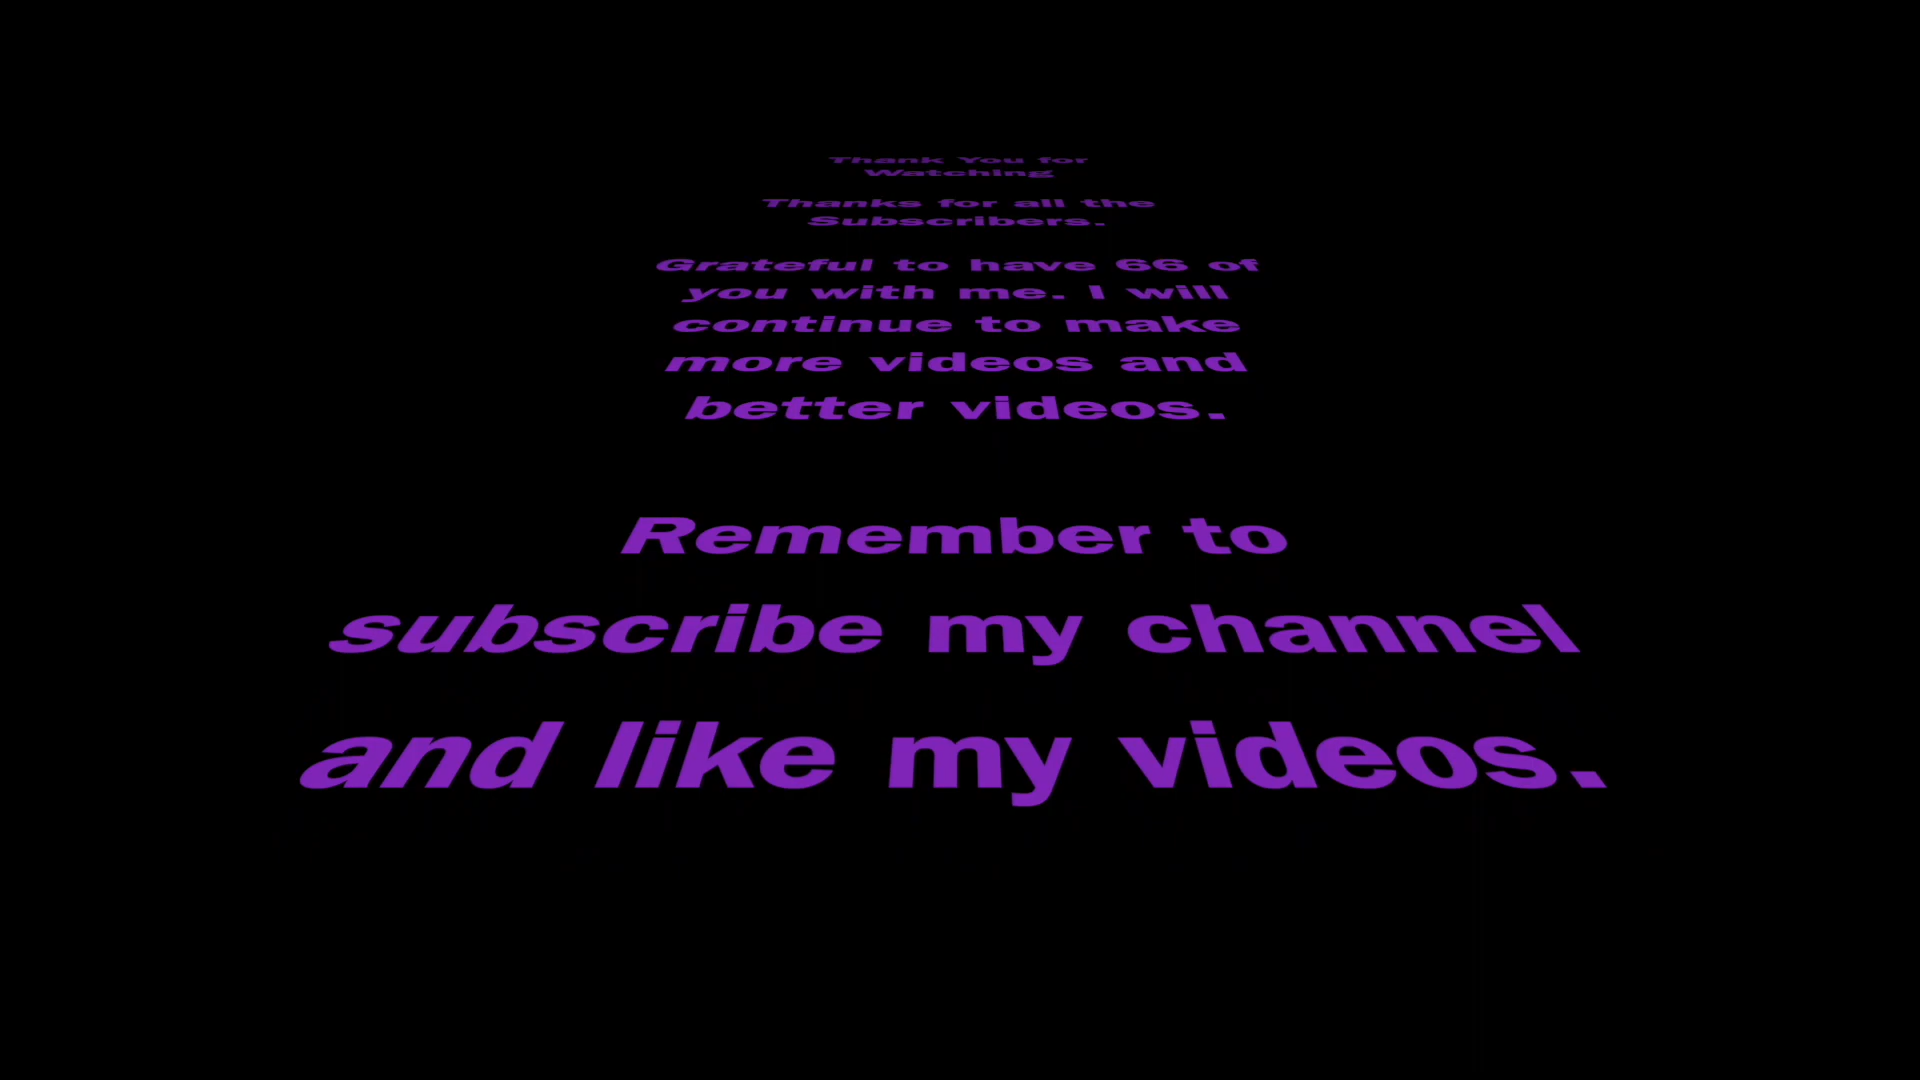 Thank You for
Watching
Thanks for all the
Subscribers.
Grateful to have 66 of
you with me. I will
continue to make
more videos and
better videos.
Remember to
subscribe my channel
and like my videos.